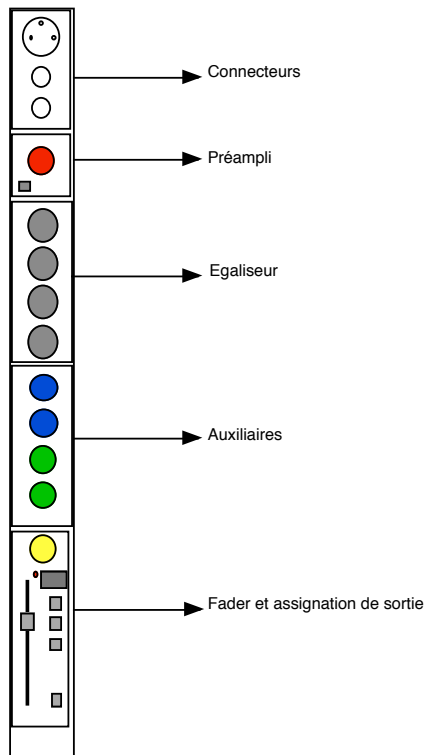 Connecteurs
Préampli
Egaliseur
Auxiliaires
Fader et assignation de sortie